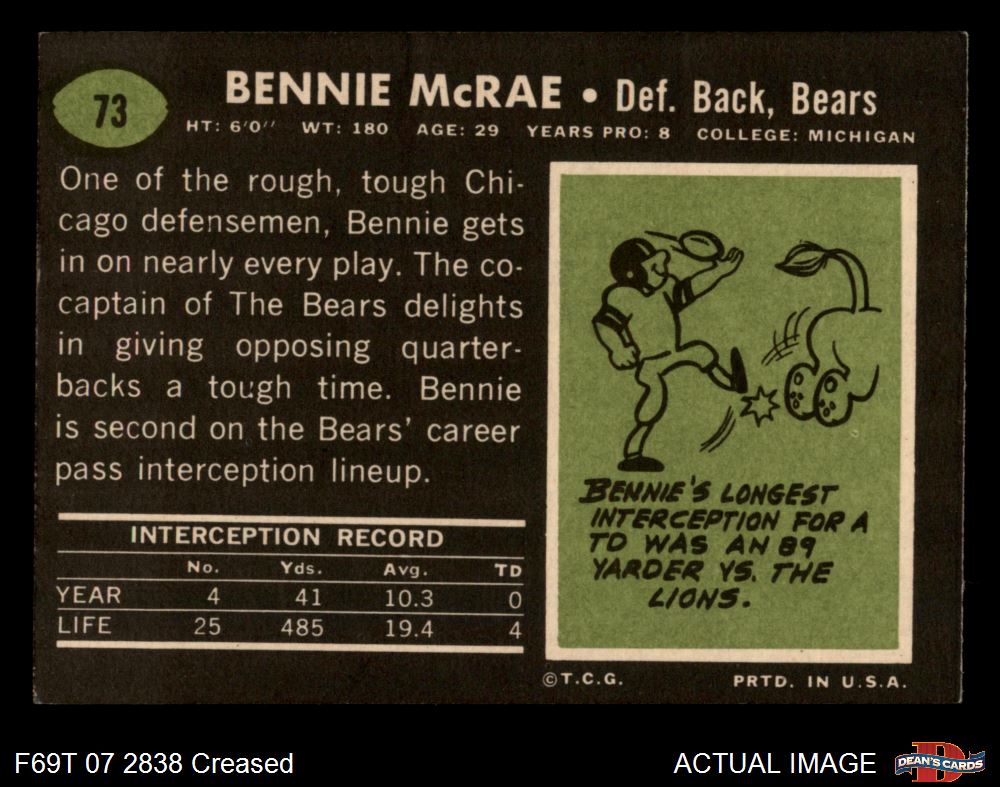 73
BENNIE McRAE • Def. Back, Bears
HT: 6'0'' WT: 180 AGE: 29 YEARS PRO: 8 COLLEGE: MICHIGAN
One of the rough, tough Chi-
cago defensemen, Bennie gets
in on nearly every play. The co-
captain of The Bears delights
in giving opposing quarter-
backs a tough time. Bennie
is second on the Bears' career
pass interception lineup.
INTERCEPTION RECORD
No. Yds. Avg. TD
YEAR 4 41 10.3 0
LIFE 25 485 19.4 4
BENNIE'S LONGEST
INTERCEPTION FOR A
TD WAS AN 89
YARDER VS. THE
LIONS.
©T.C.G. PRTD. IN U.S.A.
F69T 07 2838 Creased
ACTUAL IMAGE
D
DEAN'S CARDS